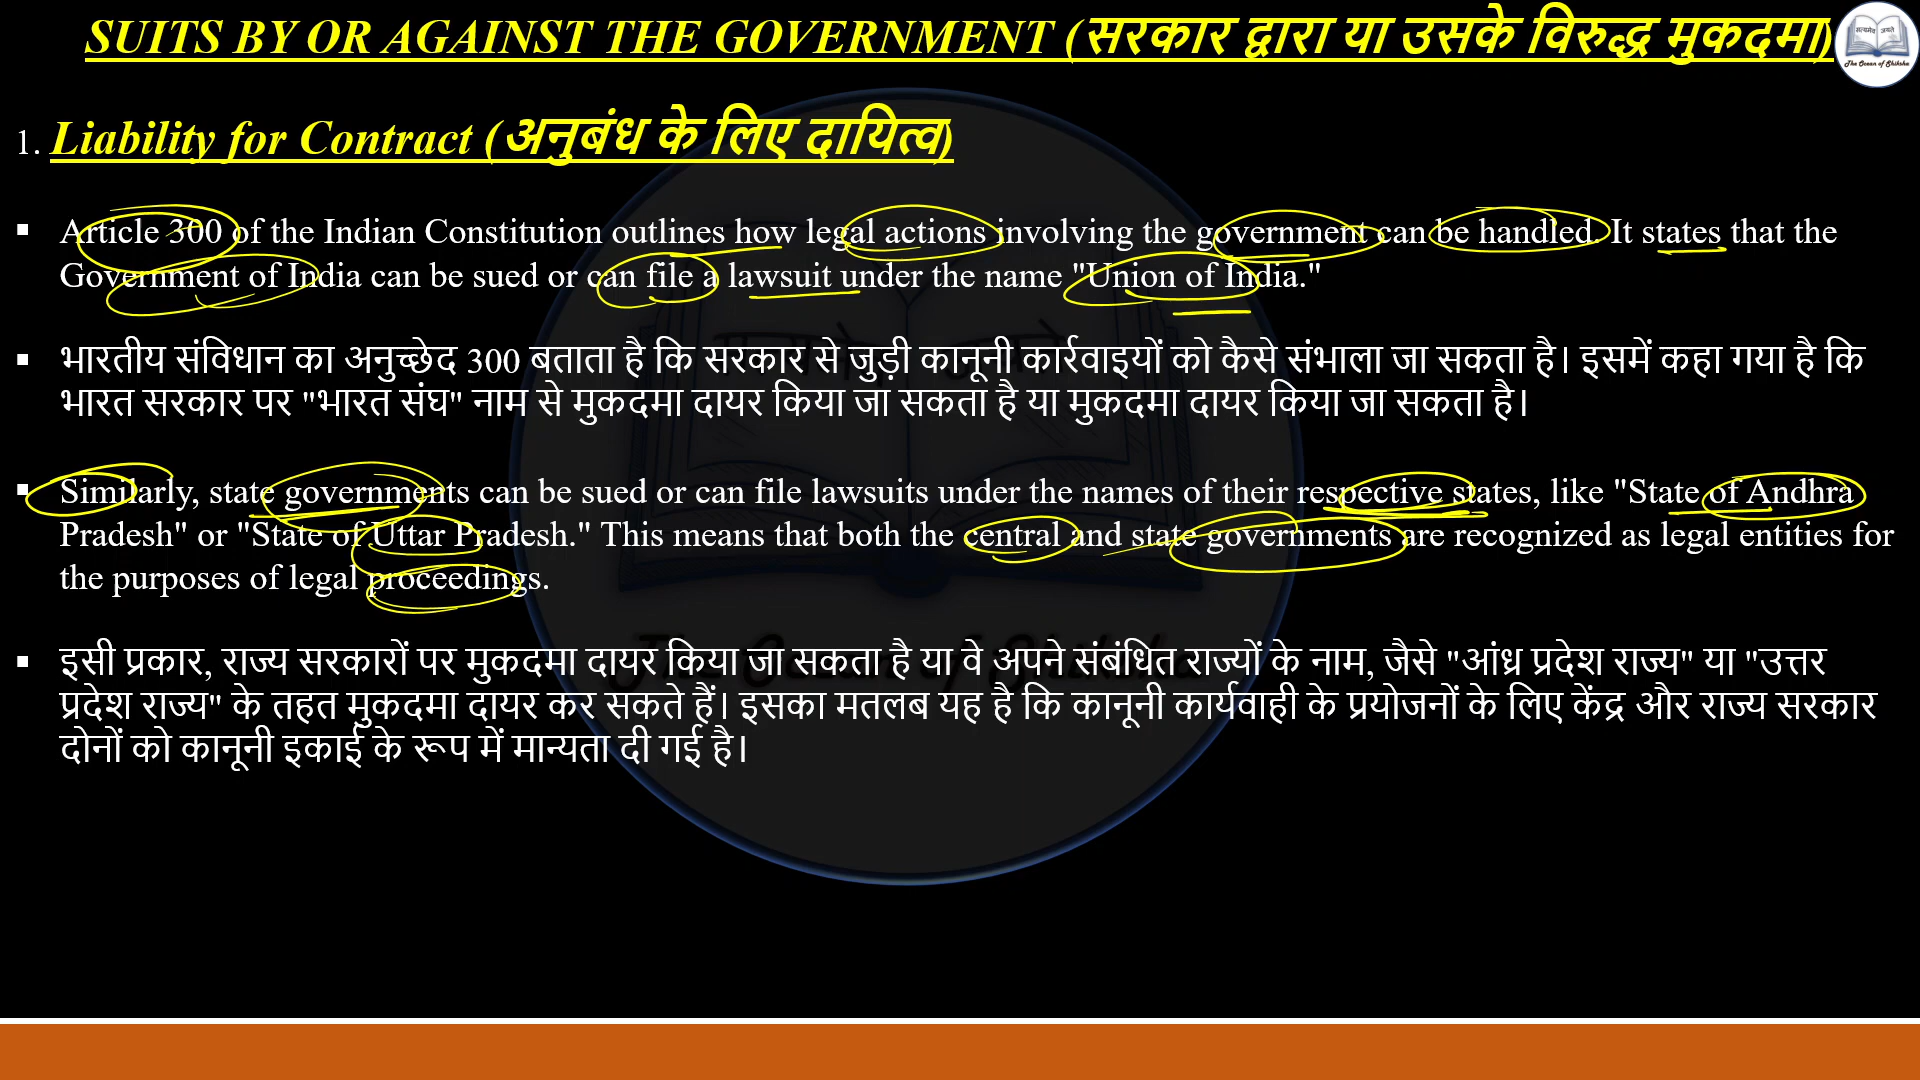 SUITS BY OR AGAINST THE GOVERNMENT (सरकार द्वारा या उसके विरुद्ध मुकदमा)
सत्यमेव जयते
The Ocean of Shiksha
1. Liability for Contract (अनुबंध के लिए दायित्व)
▪ Article 300 of the Indian Constitution outlines how legal actions involving the government can be handled. It states that the
Government of India can be sued or can file a lawsuit under the name "Union of India."
▪ भारतीय संविधान का अनुच्छेद 300 बताता है कि सरकार से जुड़ी कानूनी कार्रवाइयों को कैसे संभाला जा सकता है। इसमें कहा गया है कि
भारत सरकार पर "भारत संघ" नाम से मुकदमा दायर किया जा सकता है या मुकदमा दायर किया जा सकता है।
▪ Similarly, state governments can be sued or can file lawsuits under the names of their respective states, like "State of Andhra
Pradesh" or "State of Uttar Pradesh." This means that both the central and state governments are recognized as legal entities for
the purposes of legal proceedings.
▪ इसी प्रकार, राज्य सरकारों पर मुकदमा दायर किया जा सकता है या वे अपने संबंधित राज्यों के नाम, जैसे "आंध्र प्रदेश राज्य" या "उत्तर
प्रदेश राज्य" के तहत मुकदमा दायर कर सकते हैं। इसका मतलब यह है कि कानूनी कार्यवाही के प्रयोजनों के लिए केंद्र और राज्य सरकार
दोनों को कानूनी इकाई के रूप में मान्यता दी गई है।